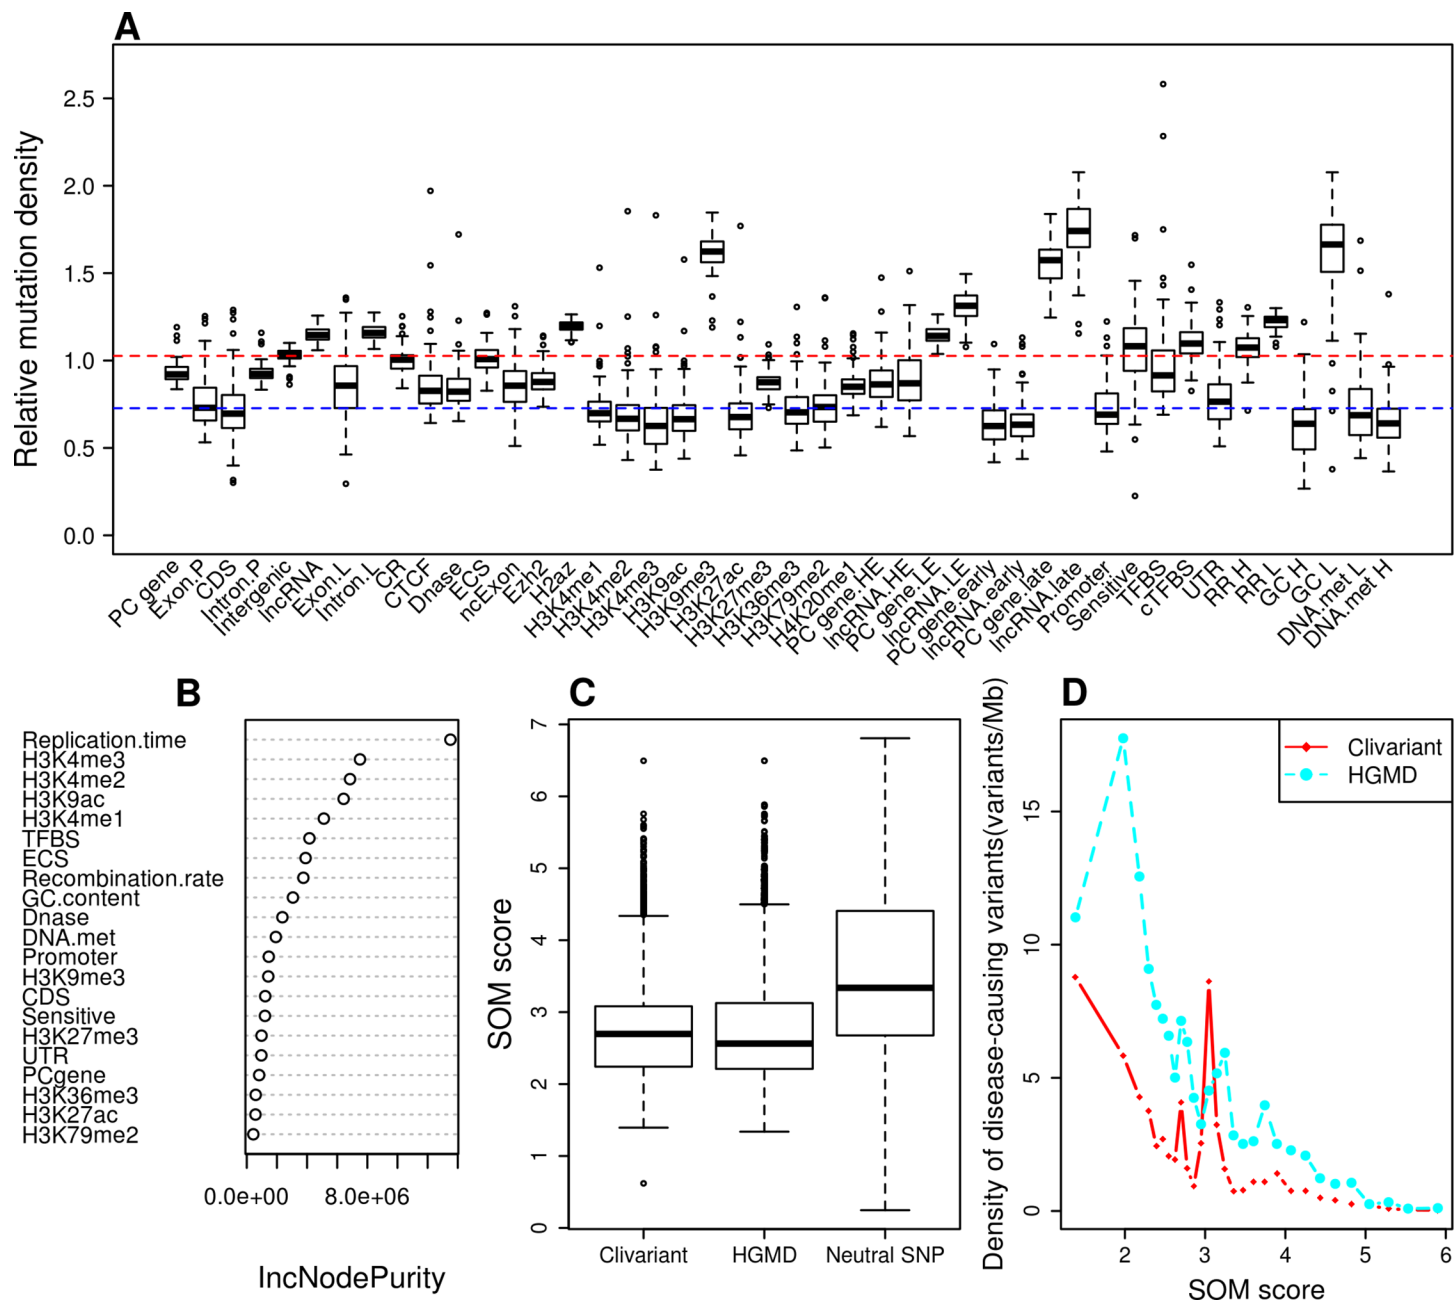 A
Relative mutation density
2.5
2.0
1.5
1.0
0.5
0.0
PC gene
Exon.P
CDS
Intron.P
Intergenic
lncRNA
Exon.L
Intron.L
CR
CTCF
Dnase
ECS
ncExon
Ezh2
H2az
H3K4me1
H3K4me2
H3K4me3
H3K9ac
H3K9me3
H3K27ac
H3K27me3
H3K36me3
H3K79me2
H4K20me1
PC gene.HE
lncRNA.HE
PC gene.LE
lncRNA.LE
PC gene.early
lncRNA.early
PC gene.late
lncRNA.late
Promoter
Sensitive
TFBS
cTFBS
UTR
RR H
RR L
GC H
GC L
DNA.met L
DNA.met H
B
Replication.time
H3K4me3
H3K4me2
H3K9ac
H3K4me1
TFBS
ECS
Recombination.rate
GC.content
Dnase
DNA.met
Promoter
H3K9me3
CDS
Sensitive
H3K27me3
UTR
PCgene
H3K36me3
H3K27ac
H3K79me2
0.0e+00 8.0e+06
IncNodePurity
C
SOM score
7
6
5
4
3
2
1
0
Clivariant HGMD Neutral SNP
D
Density of disease-causing variants(variants/Mb)
15
10
5
0
Clivariant
HGMD
2 3 4 5 6
SOM score